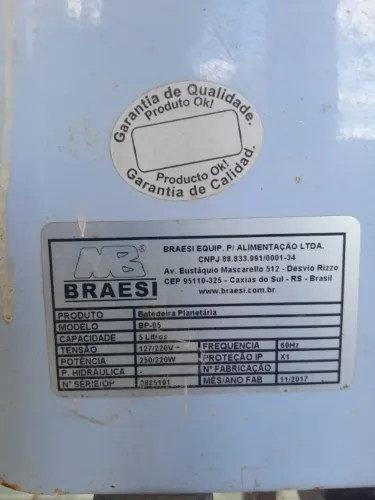 Garantia de Qualidade.
Produto Ok!
Producto Ok!
Garantía de Calidad.
MB®
BRAESI
BRAESI EQUIP. P/ ALIMENTAÇÃO LTDA.
CNPJ 88.833.991/0001-34
Av. Eustáquio Mascarello 512 - Desvio Rizzo
CEP 95110-325 - Caxias do Sul - RS - Brasil
www.braesi.com.br
PRODUTO Batedeira Planetária
MODELO BP-05
CAPACIDADE 5 Litros
TENSÃO 127/220V ~ FREQUENCIA 60Hz
POTÊNCIA 250/220W PROTEÇÃO IP X1
P. HIDRÁULICA - Nº FABRICAÇÃO
Nº SÉRIE/OP MÊS/ANO FAB 11/2017